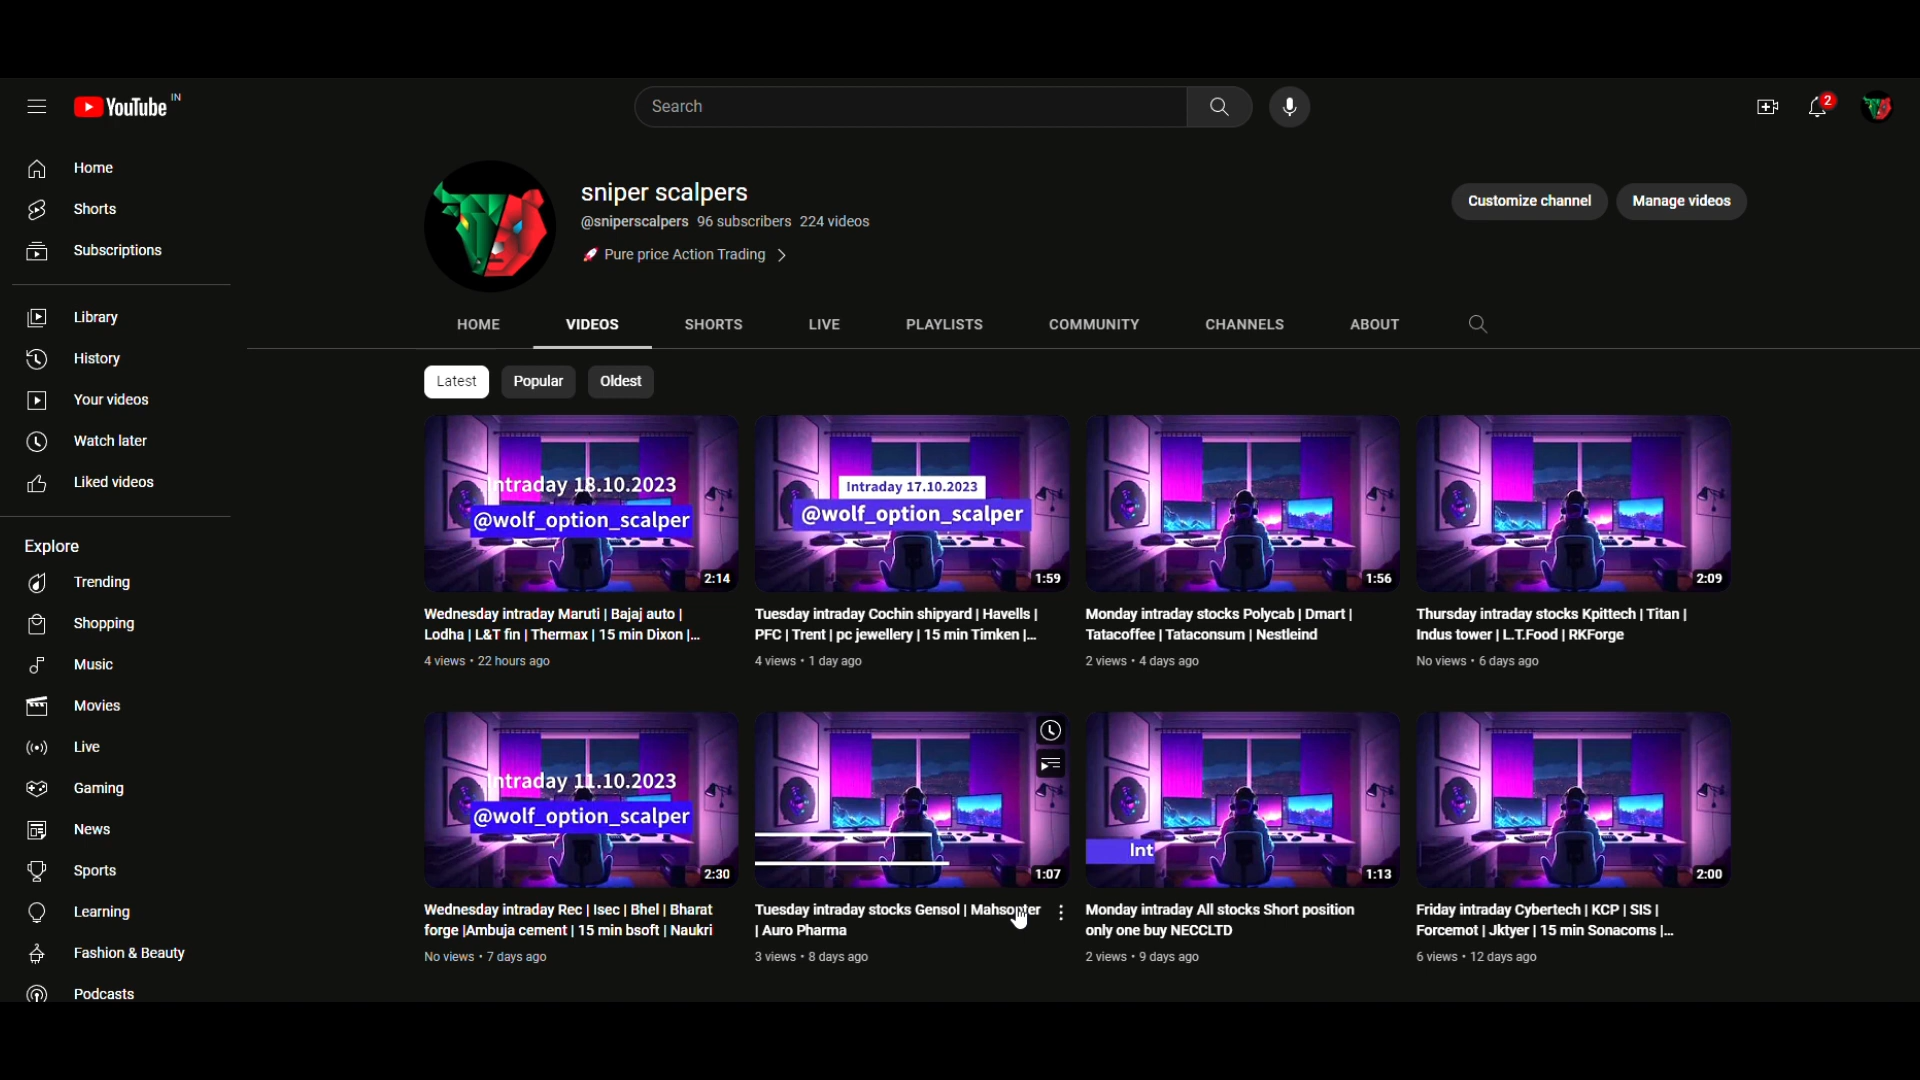 YouTube IN
Search
2
Home
Shorts
Subscriptions
Library
History
Your videos
Watch later
Liked videos
Explore
Trending
Shopping
Music
Movies
Live
Gaming
News
Sports
Learning
Fashion & Beauty
Podcasts
sniper scalpers
@sniperscalpers 96 subscribers 224 videos
🚀 Pure price Action Trading >
Customize channel
Manage videos
HOME VIDEOS SHORTS LIVE PLAYLISTS COMMUNITY CHANNELS ABOUT
Latest Popular Oldest
Intraday 18.10.2023
@wolf_option_scalper
2:14
Wednesday intraday Maruti | Bajaj auto |
Lodha | L&T fin | Thermax | 15 min Dixon |...
4 views • 22 hours ago
Intraday 17.10.2023
@wolf_option_scalper
1:59
Tuesday intraday Cochin shipyard | Havells |
PFC | Trent | pc jewellery | 15 min Timken |...
4 views • 1 day ago
1:56
Monday intraday stocks Polycab | Dmart |
Tatacoffee | Tataconsum | Nestleind
2 views • 4 days ago
2:09
Thursday intraday stocks Kpittech | Titan |
Indus tower | L.T.Food | RKForge
No views • 6 days ago
Intraday 11.10.2023
@wolf_option_scalper
2:30
Wednesday intraday Rec | Isec | Bhel | Bharat
forge |Ambuja cement | 15 min bsoft | Naukri
No views • 7 days ago
1:07
Tuesday intraday stocks Gensol |
| Auro Pharma
3 views • 8 days ago
Int
1:13
Monday intraday All stocks Short position
only one buy NECCLTD
2 views • 9 days ago
2:00
Friday intraday Cybertech | KCP | SIS |
Forcemot | Jktyer | 15 min Sonacoms |...
6 views • 12 days ago